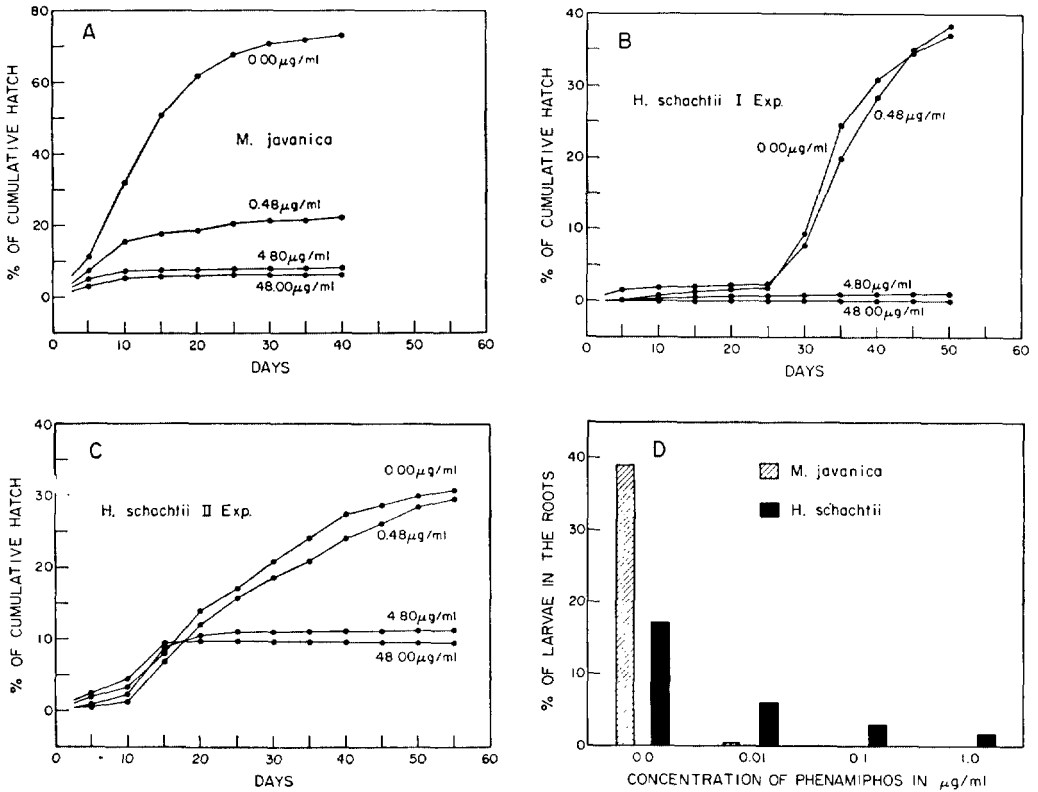 A
% OF CUMULATIVE HATCH
80
60
40
20
0
0.00µg/ml
M. javanica
0.48µg/ml
4.80µg/ml
48.00µg/ml
0 10 20 30 40 50 60
DAYS
B
% OF CUMULATIVE HATCH
40
30
20
10
0
H. schachtii I Exp.
0.48µg/ml
0.00µg/ml
4.80µg/ml
48.00µg/ml
0 10 20 30 40 50 60
DAYS
C
% OF CUMULATIVE HATCH
40
30
20
10
0
0.00µg/ml
H. schachtii II Exp.
0.48µg/ml
4.80µg/ml
48.00µg/ml
0 10 20 30 40 50 60
DAYS
D
% OF LARVAE IN THE ROOTS
40
30
20
10
0
M. javanica
H. schachtii
0.0 0.01 0.1 1.0
CONCENTRATION OF PHENAMIPHOS IN µg/ml